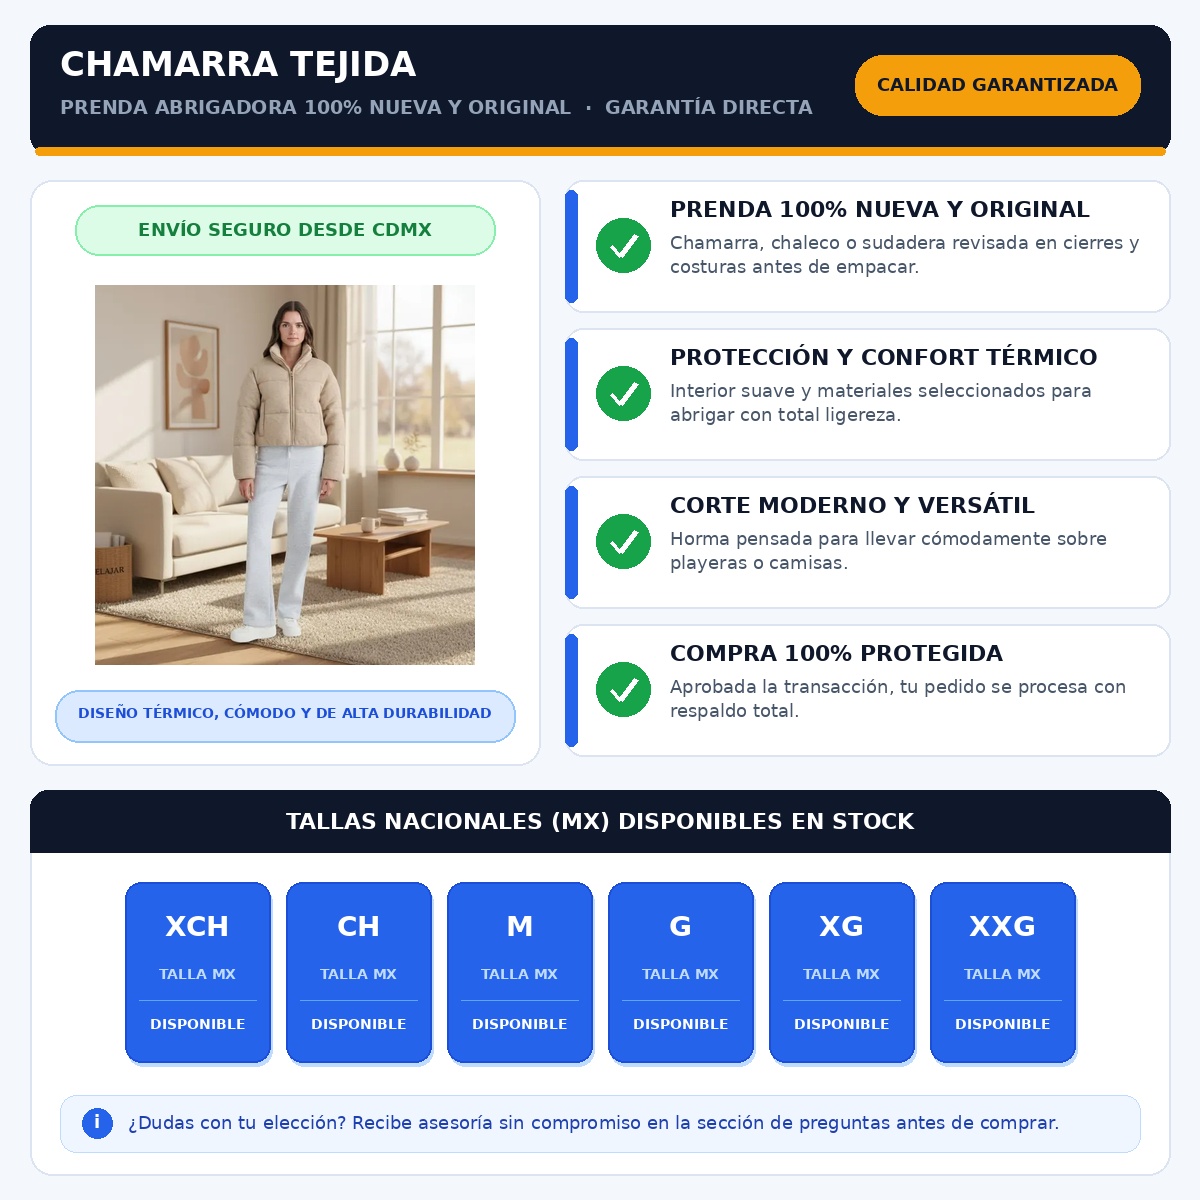 CHAMARRA TEJIDA
PRENDA ABRIGADORA 100% NUEVA Y ORIGINAL · GARANTÍA DIRECTA
CALIDAD GARANTIZADA
ENVÍO SEGURO DESDE CDMX
ELAJAR
DISEÑO TÉRMICO, CÓMODO Y DE ALTA DURABILIDAD
PRENDA 100% NUEVA Y ORIGINAL
Chamarra, chaleco o sudadera revisada en cierres y
costuras antes de empacar.
PROTECCIÓN Y CONFORT TÉRMICO
Interior suave y materiales seleccionados para
abrigar con total ligereza.
CORTE MODERNO Y VERSÁTIL
Horma pensada para llevar cómodamente sobre
playeras o camisas.
COMPRA 100% PROTEGIDA
Aprobada la transacción, tu pedido se procesa con
respaldo total.
TALLAS NACIONALES (MX) DISPONIBLES EN STOCK
XCH
TALLA MX
DISPONIBLE
CH
TALLA MX
DISPONIBLE
M
TALLA MX
DISPONIBLE
G
TALLA MX
DISPONIBLE
XG
TALLA MX
DISPONIBLE
XXG
TALLA MX
DISPONIBLE
i
¿Dudas con tu elección? Recibe asesoría sin compromiso en la sección de preguntas antes de comprar.